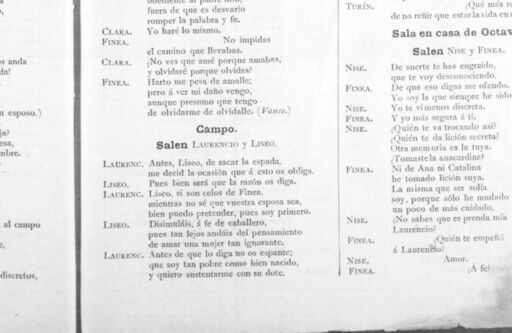 os anda
da!
esposo.)
ja?
esa,
mbre.
al campo
e,
discretos,
obediente al padre mío,
fuera de que es desvarío
romper la palabra y fe.
CLARA. Yo haré lo mismo.
FINEA. No impidas
el camino que llevabas.
CLARA. ¿No ves que amé porque amabas,
y olvidaré porque olvidas?
FINEA. Harto me pesa de amalle;
pero á ver mi daño vengo,
aunque presumo que tengo
de olvidarme de olvidalle. (Vanse.)
Campo.
Salen LAURENCIO y LISEO.
LAURENC. Antes, Liseo, de sacar la espada,
me decid la ocasión que á esto os obliga.
LISEO. Pues bien será que la razón os diga.
LAURENC. Liseo, si son celos de Finea,
mientras no sé que vuestra esposa sea,
bien puedo pretender, pues soy primero.
LISEO. Disimuláis, á fe de caballero,
pues tan lejos andáis del pensamiento
de amar una mujer tan ignorante.
LAURENC. Antes de que lo diga no os espante;
que soy tan pobre como bien nacido,
y quiero sustentarme con su dote.
TURÍN. ¿Qué más
de no reñir que estar la vida en
Sala en casa de Octav
Salen NISE y FINEA.
NISE. De suerte te has engreído,
que te voy desconociendo.
FINEA. De que eso digas me ofendo.
Yo soy la que siempre he sido
NISE. Yo te vi menos discreta.
FINEA. Y yo más segura á ti.
NISE. ¿Quién te va trocando así?
¿Quién te da lición secreta?
Otra memoria es la tuya.
¿Tomaste la anacardina?
FINEA. Ni de Ana ni Catalina
he tomado lición suya.
La misma que ser solía
soy, porque sólo he mudado
un poco de más cuidado.
NISE. ¿No sabes que es prenda mía
Laurencio?
FINEA. ¿Quién te empeñó
á Laurencio?
NISE. Amor.
FINEA. ¿Á fe?